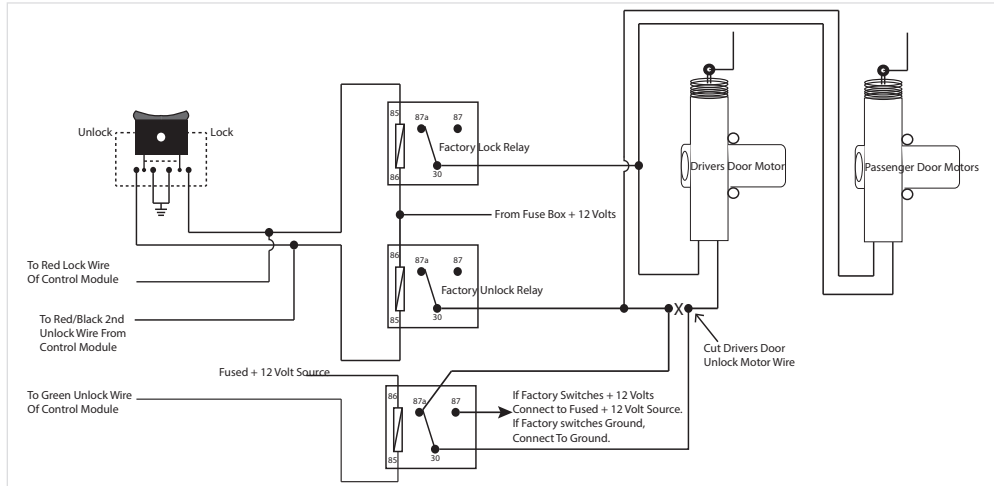 Unlock
Lock
To Red Lock Wire
Of Control Module
To Red/Black 2nd
Unlock Wire From
Control Module
Fused + 12 Volt Source
To Green Unlock Wire
Of Control Module
85
87a
87
Factory Lock Relay
30
86
From Fuse Box + 12 Volts
86
87a
87
Factory Unlock Relay
30
85
86
87a
87
30
85
If Factory Switches + 12 Volts
Connect to Fused + 12 Volt Source.
If Factory switches Ground,
Connect To Ground.
X
Cut Drivers Door
Unlock Motor Wire
Drivers Door Motor
Passenger Door Motors